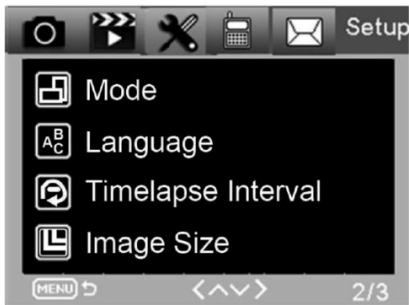 Setup
Mode
A B C
Language
Timelapse Interval
Image Size
MENU
2/3